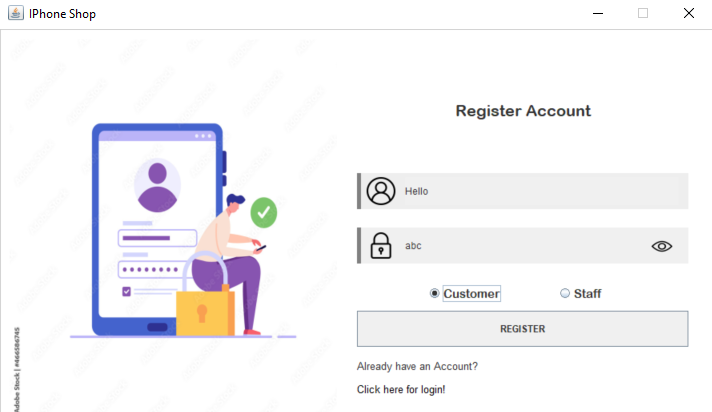 IPhone Shop
Register Account
Hello
abc
Customer
Staff
REGISTER
Already have an Account?
Click here for login!
Adobe Stock | #466586745